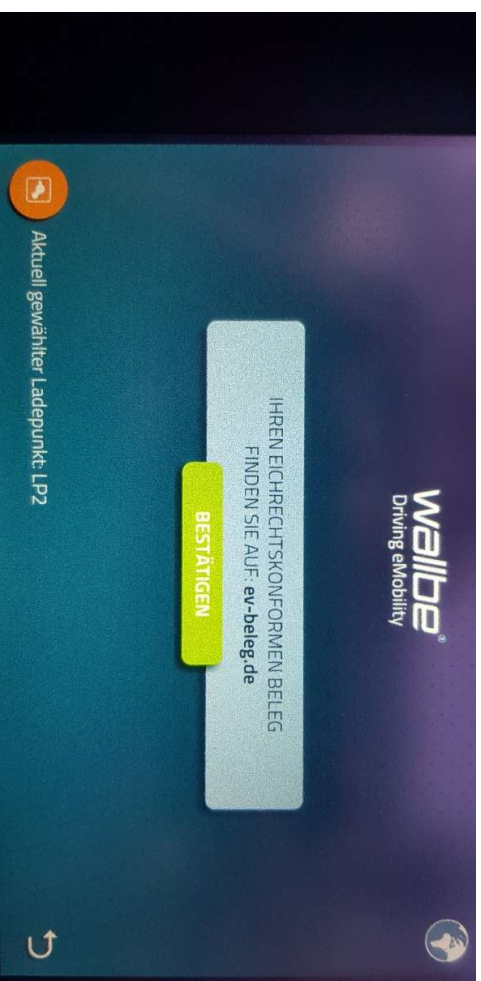 wallbe®
Driving eMobility
IHREN EICHRECHTSKONFORMEN BELEG
FINDEN SIE AUF: ev-beleg.de
BESTÄTIGEN
Aktuell gewählter Ladepunkt: LP2